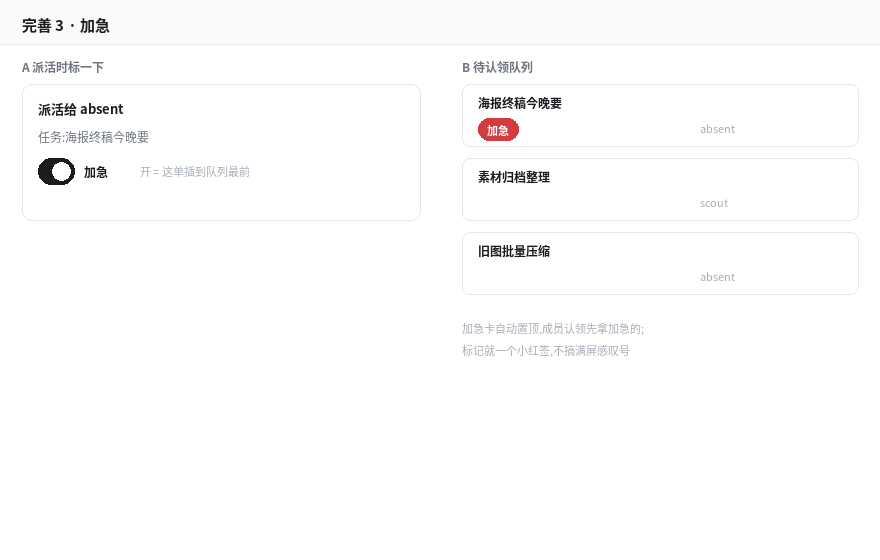 完善 3 · 加急
A 派活时标一下
派活给 absent
任务:海报终稿今晚要
加急 开 = 这单插到队列最前
B 待认领队列
海报终稿今晚要
加急 absent
素材归档整理
scout
旧图批量压缩
absent
加急卡自动置顶,成员认领先拿加急的;
标记就一个小红签,不搞满屏感叹号